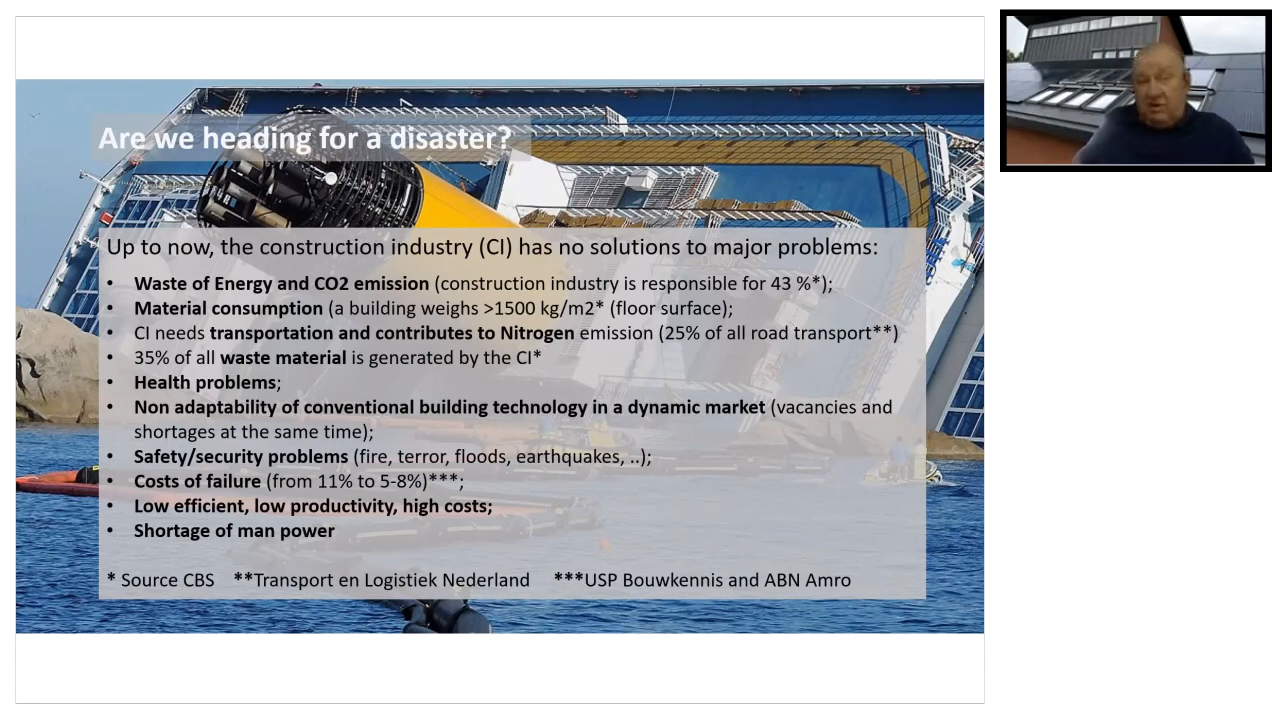 Are we heading for a disaster?
Up to now, the construction industry (CI) has no solutions to major problems:
• Waste of Energy and CO2 emission (construction industry is responsible for 43 %*);
• Material consumption (a building weighs >1500 kg/m2* (floor surface);
• CI needs transportation and contributes to Nitrogen emission (25% of all road transport**)
• 35% of all waste material is generated by the CI*
• Health problems;
• Non adaptability of conventional building technology in a dynamic market (vacancies and
shortages at the same time);
• Safety/security problems (fire, terror, floods, earthquakes, ..);
• Costs of failure (from 11% to 5-8%)***;
• Low efficient, low productivity, high costs;
• Shortage of man power
* Source CBS **Transport en Logistiek Nederland ***USP Bouwkennis and ABN Amro